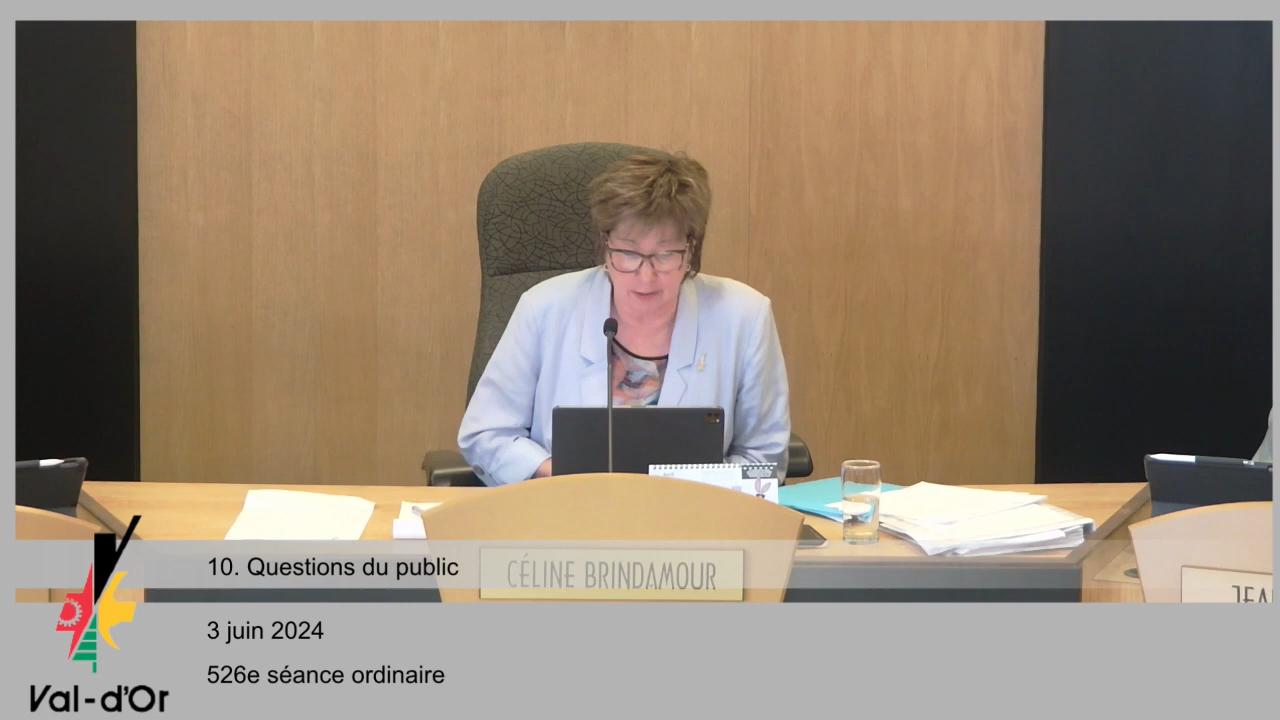 10. Questions du public
CÉLINE BRINDAMOUR
3 juin 2024
526e séance ordinaire
Val-d'Or